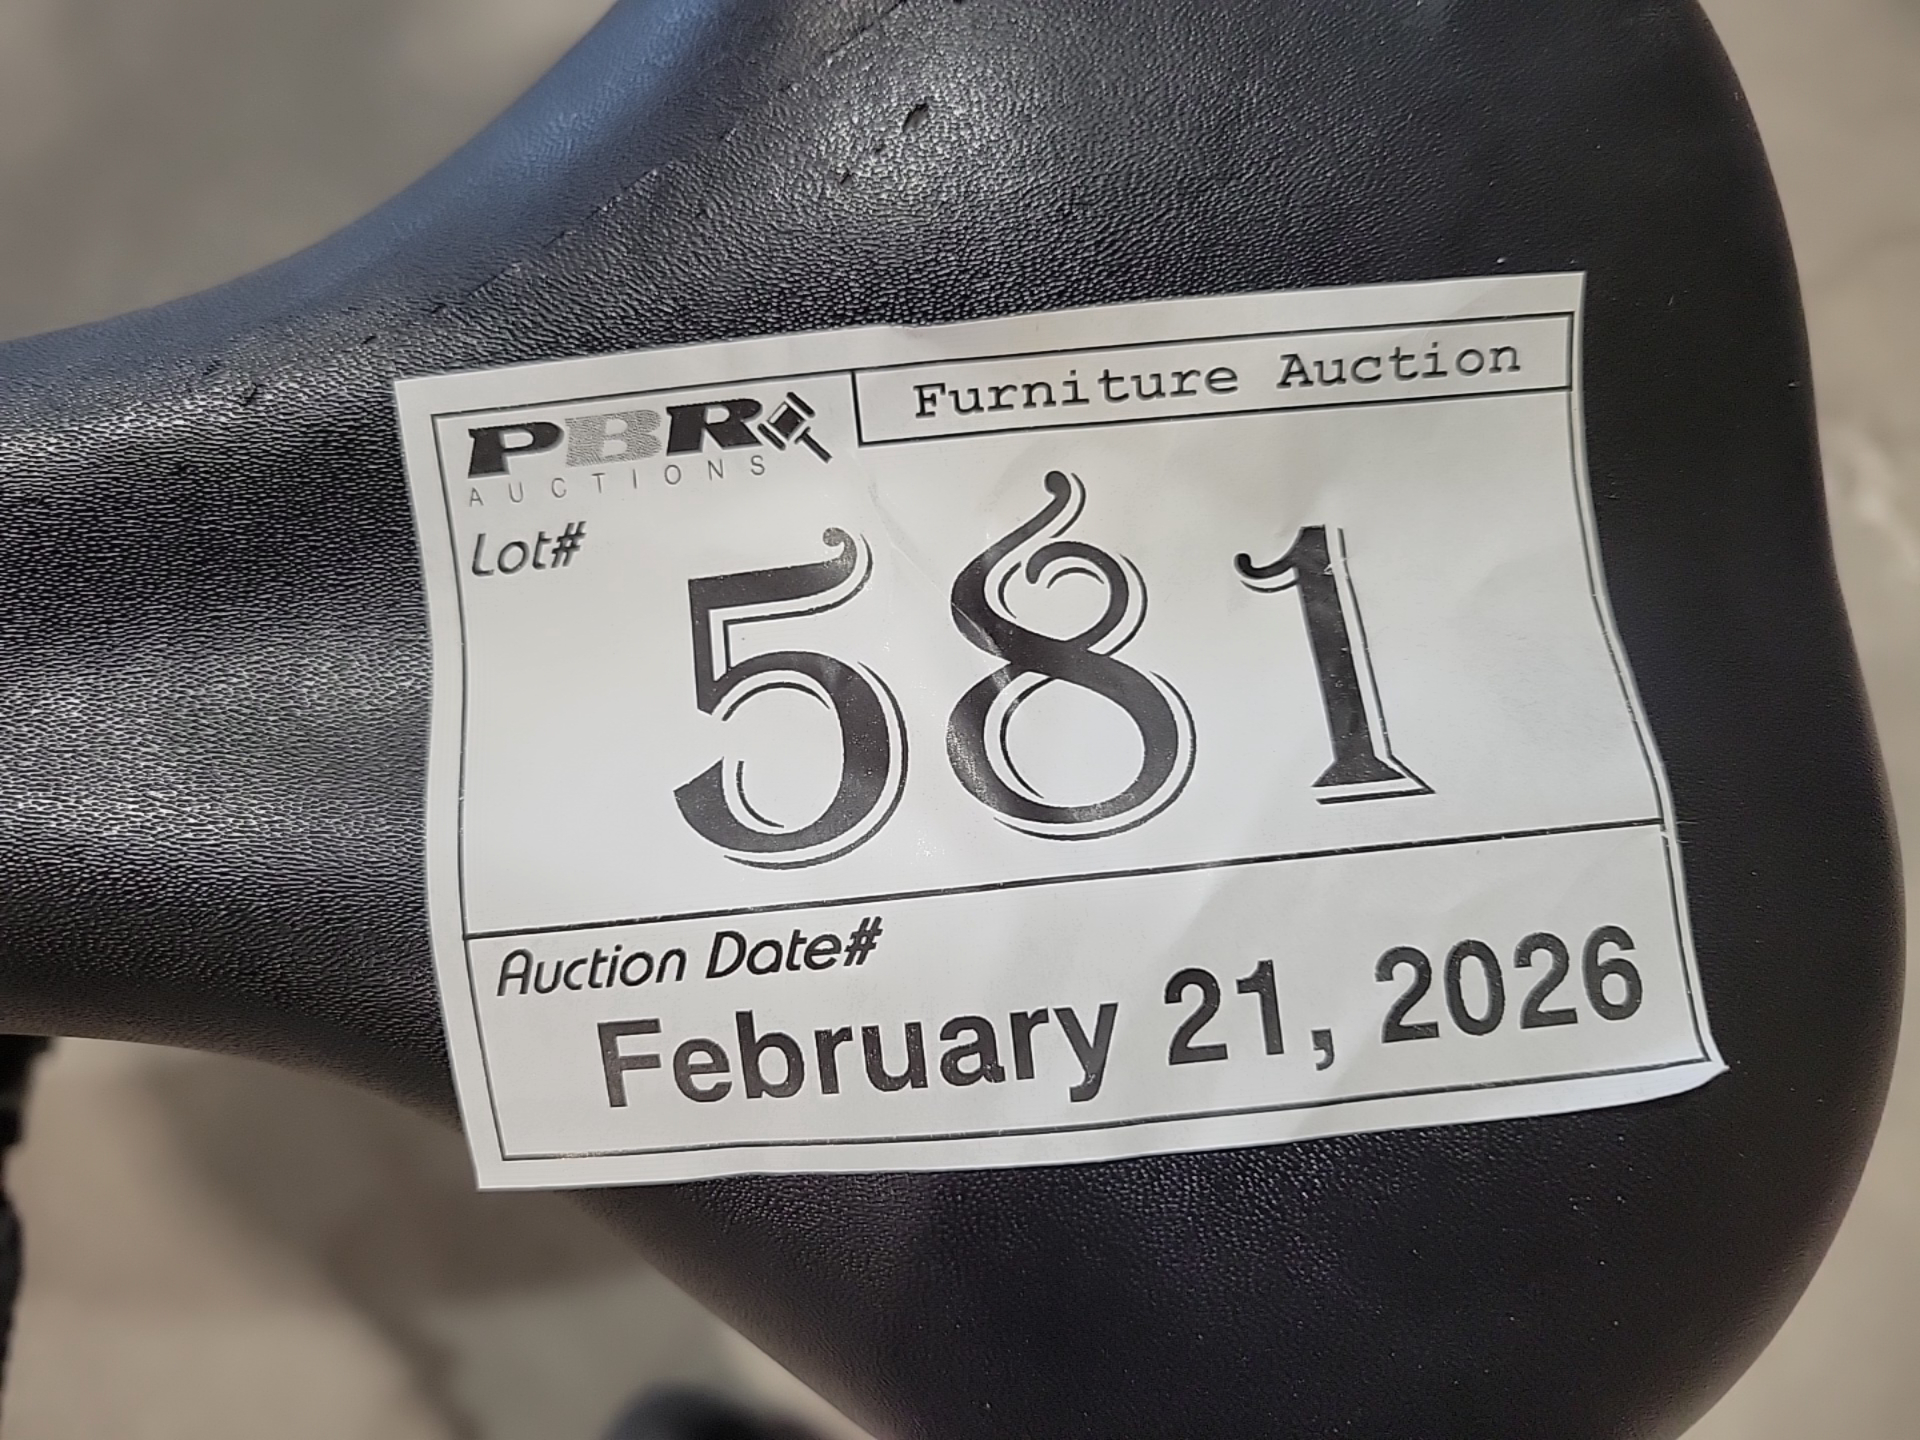 PBR
AUCTIONS
Furniture Auction
Lot#
581
Auction Date#
February 21, 2026